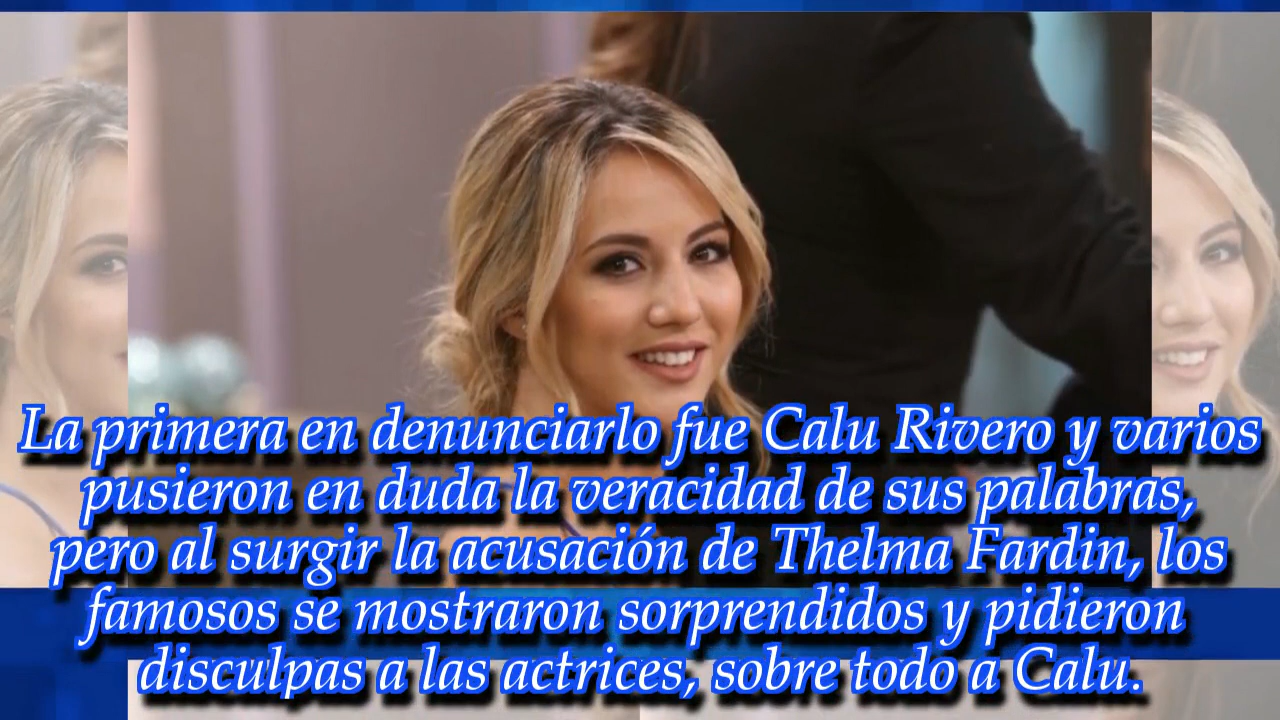 La primera en denunciarlo fue Calu Rivero y varios
pusieron en duda la veracidad de sus palabras,
pero al surgir la acusación de Thelma Fardin, los
famosos se mostraron sorprendidos y pidieron
disculpas a las actrices, sobre todo a Calu.